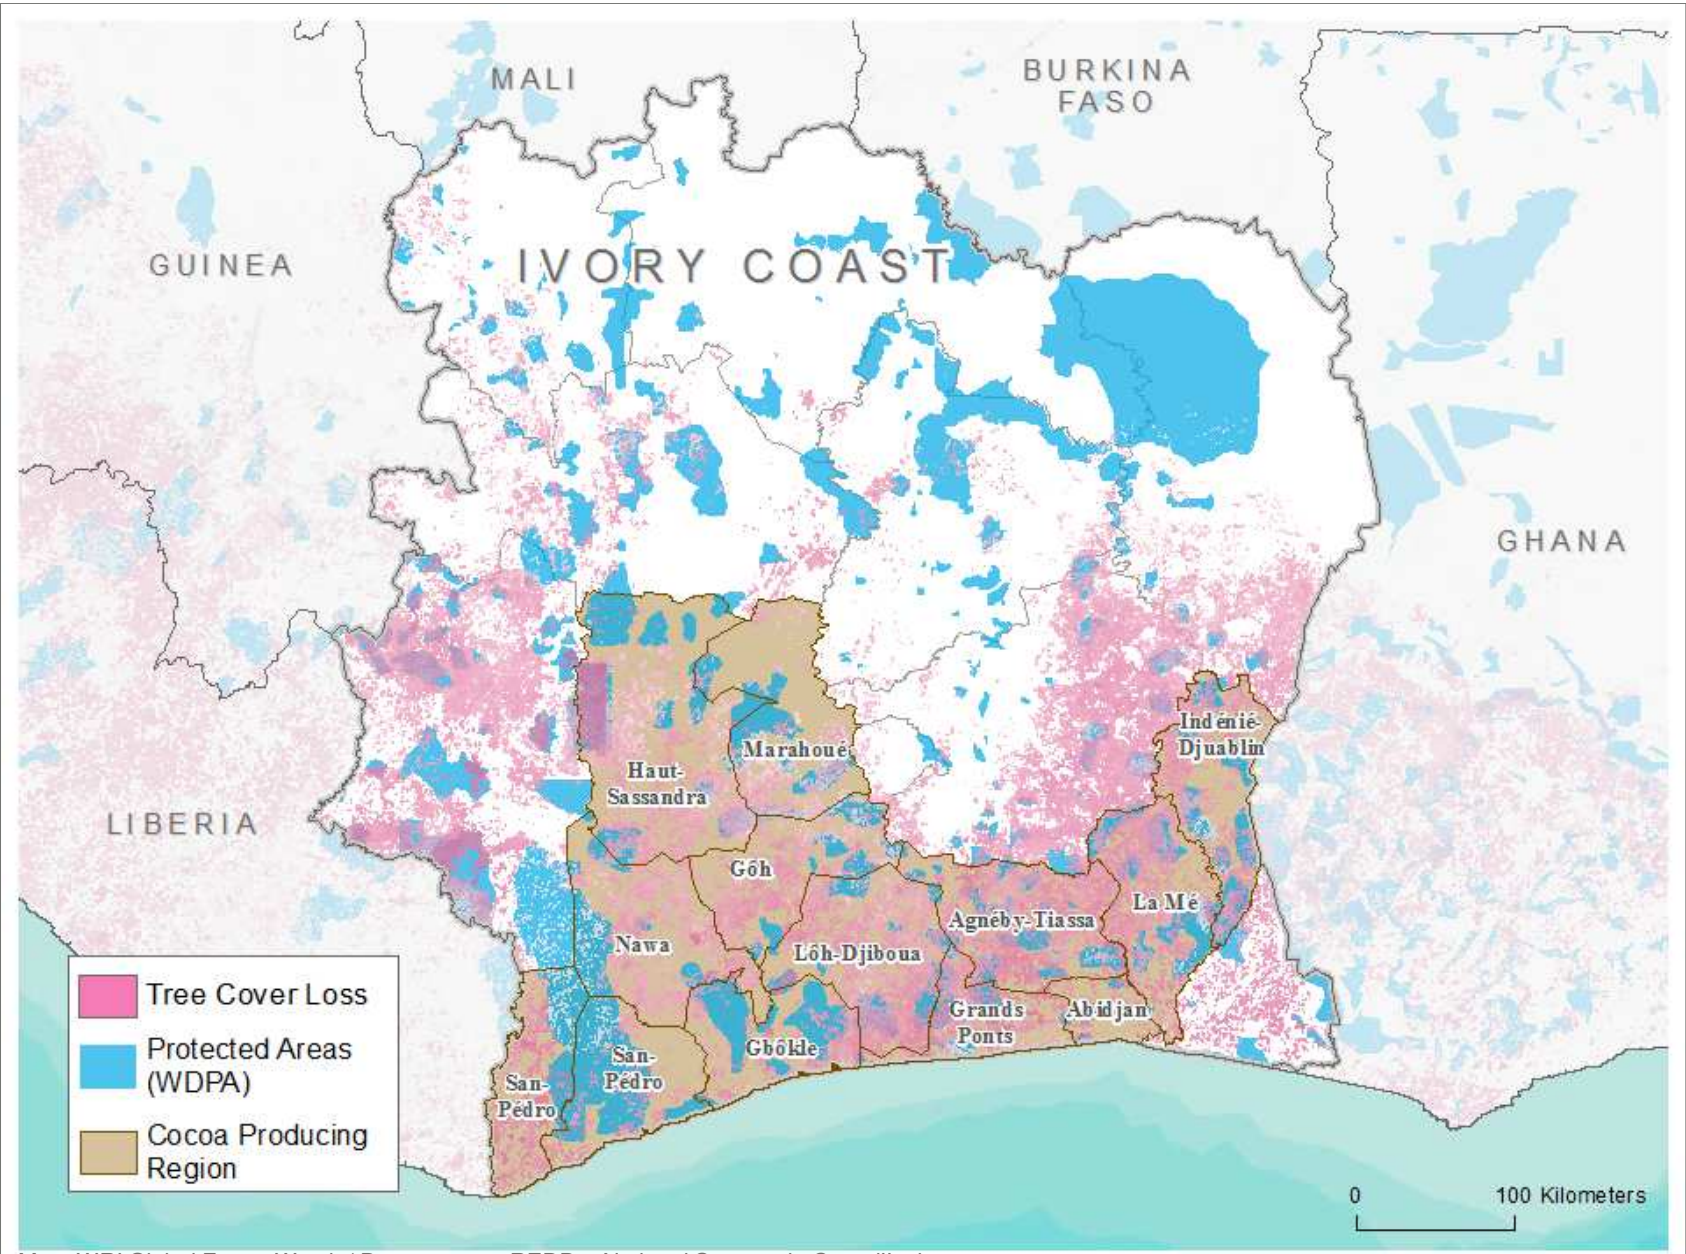 MALI
BURKINA
FASO
GUINEA
IVORY COAST
GHANA
LIBERIA
Indénié-
Djuablin
Marahoué
Haut-
Sassandra
Gôh
La Mé
Agnéby-Tiassa
Nawa
Lôh-Djiboua
Grands
Ponts
Abidjan
Gbôkle
San-
Pédro
San-
Pédro
Tree Cover Loss
Protected Areas
(WDPA)
Cocoa Producing
Region
0 100 Kilometers